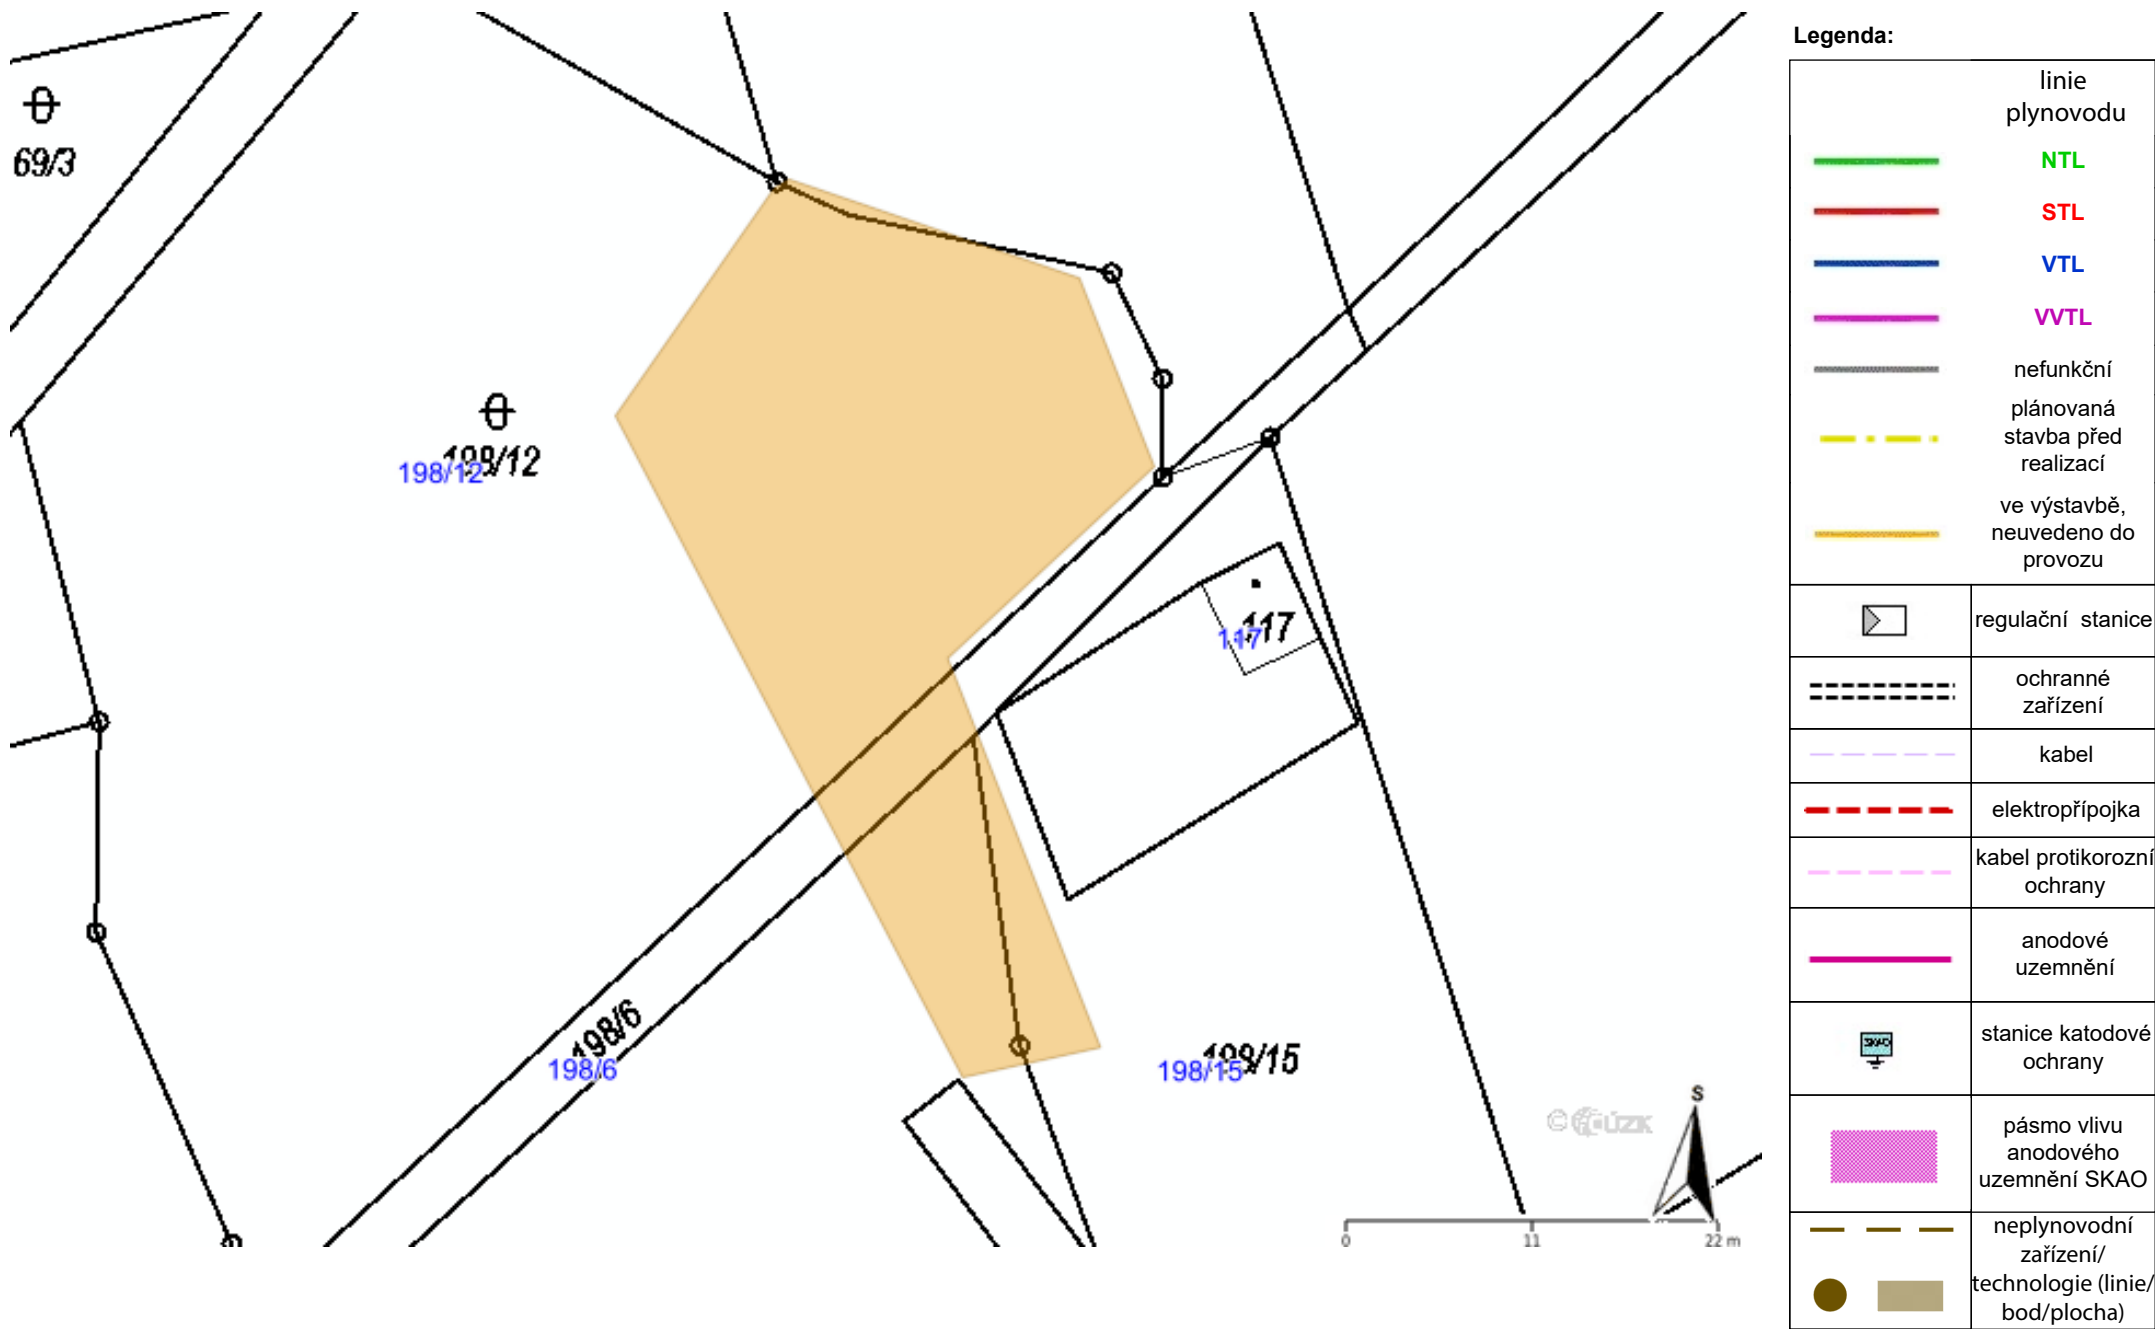 69/3
198/12
198/12
117
117
198/6
198/6
198/15
199/15
© ČÚZK
S
0 11 22 m
Legenda:
linie
plynovodu
NTL
STL
VTL
VVTL
nefunkční
plánovaná
stavba před
realizací
ve výstavbě,
neuvedeno do
provozu
regulační stanice
ochranné
zařízení
kabel
elektropřípojka
kabel protikorozní
ochrany
anodové
uzemnění
SKAO
stanice katodové
ochrany
pásmo vlivu
anodového
uzemnění SKAO
neplynovodní
zařízení/
technologie (linie/
bod/plocha)